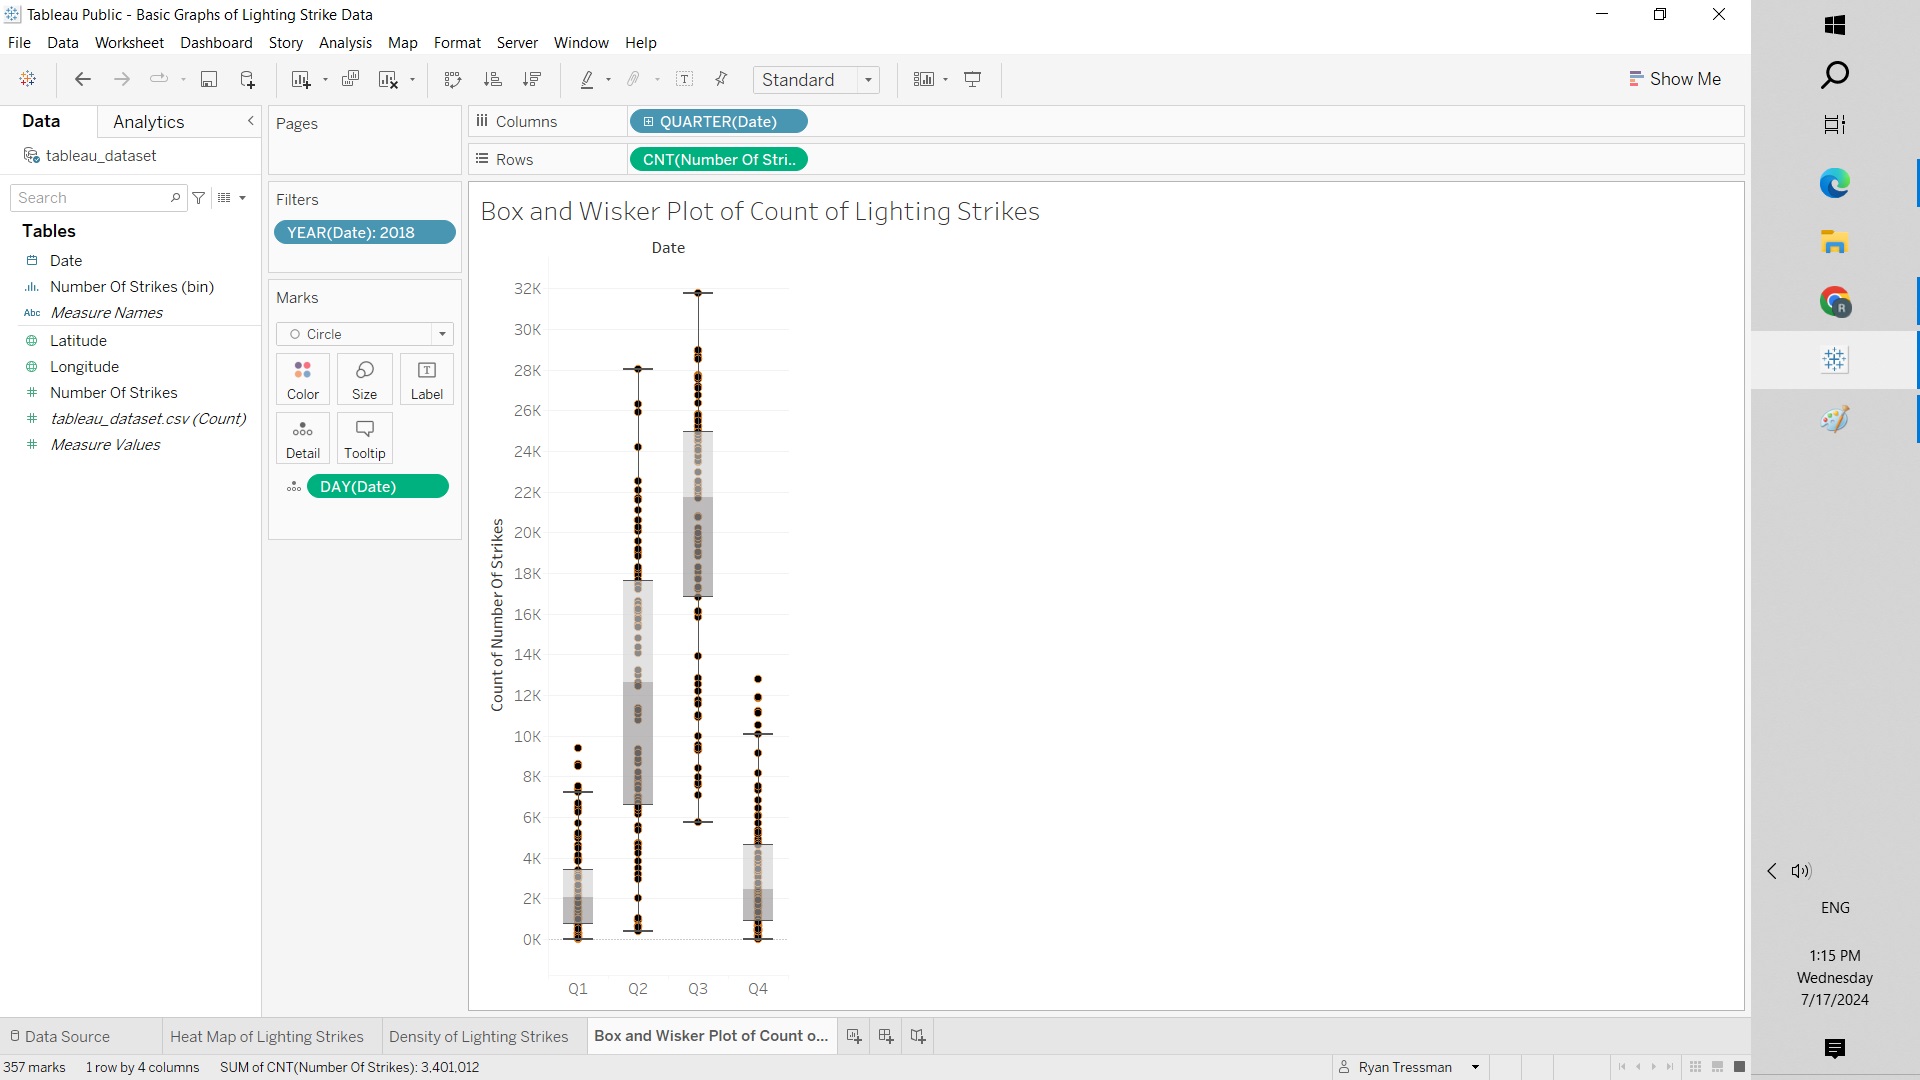 Tableau Public - Basic Graphs of Lighting Strike Data
File Data Worksheet Dashboard Story Analysis Map Format Server Window Help
Standard
Show Me
Data Analytics
tableau_dataset
Search
Tables
Date
Number Of Strikes (bin)
Abc Measure Names
Latitude
Longitude
Number Of Strikes
tableau_dataset.csv (Count)
Measure Values
Pages
Filters
YEAR(Date): 2018
Marks
Circle
Color Size Label
Detail Tooltip
DAY(Date)
Columns QUARTER(Date)
Rows CNT(Number Of Stri..
Box and Wisker Plot of Count of Lighting Strikes
Date
Count of Number Of Strikes
32K
30K
28K
26K
24K
22K
20K
18K
16K
14K
12K
10K
8K
6K
4K
2K
0K
Q1 Q2 Q3 Q4
Data Source Heat Map of Lighting Strikes Density of Lighting Strikes Box and Wisker Plot of Count o...
357 marks 1 row by 4 columns SUM of CNT(Number Of Strikes): 3,401,012
Ryan Tressman
R
ENG
1:15 PM
Wednesday
7/17/2024